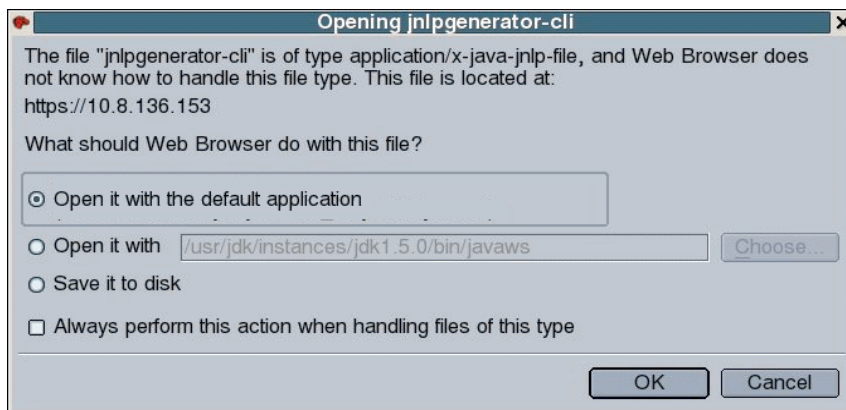 Opening jnlpgenerator-cli
The file "jnlpgenerator-cli" is of type application/x-java-jnlp-file, and Web Browser does
not know how to handle this file type. This file is located at:
https://10.8.136.153
What should Web Browser do with this file?
Open it with the default application
Open it with /usr/jdk/instances/jdk1.5.0/bin/javaws Choose...
Save it to disk
Always perform this action when handling files of this type
OK Cancel